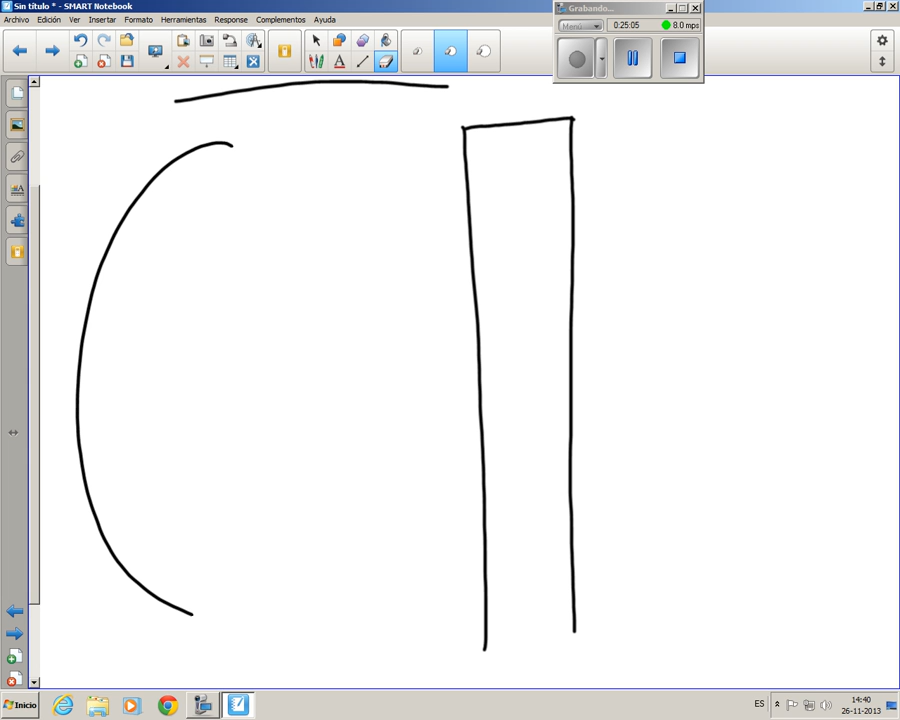 Sin título * - SMART Notebook
Archivo Edición Ver Insertar Formato Herramientas Response Complementos Ayuda
Grabando...
Menú 0:25:05 8.0 mps
Inicio
ES
14:40
26-11-2013